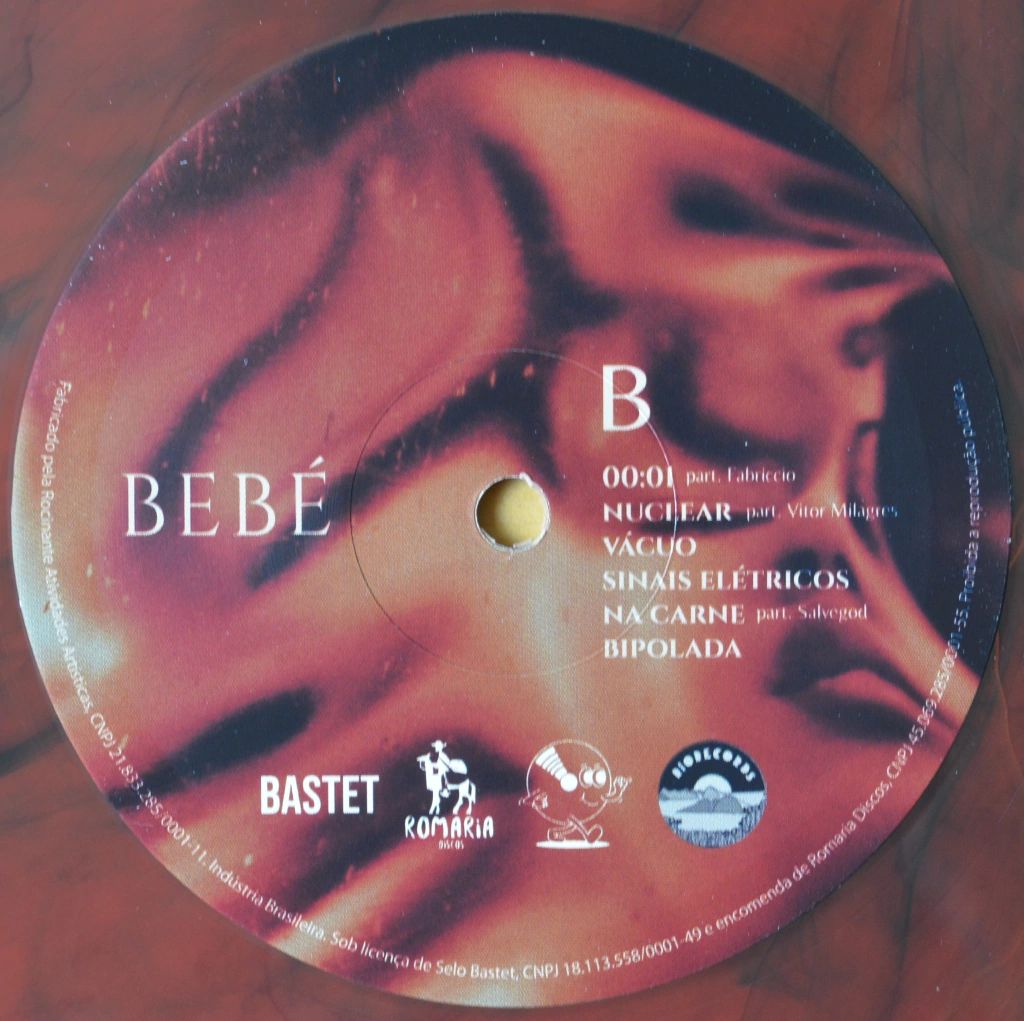 BEBÉ
B
00:01 part. Fabriccio
NUCLEAR part. Vitor Milagres
VÁCUO
SINAIS ELÉTRICOS
NA CARNE part. Salvegod
BIPOLADA
BASTET
ROMARIA
DISCOS
BIORECORDS
Fabricado pela Rocinante Atividades Artísticas, CNPJ 21.833.285/0001-11. Indústria Brasileira. Sob licença de Selo Bastet, CNPJ 18.113.558/0001-49 e encomenda de Romaria Discos, CNPJ 45.069.285/0001-55. Proibida a reprodução pública.